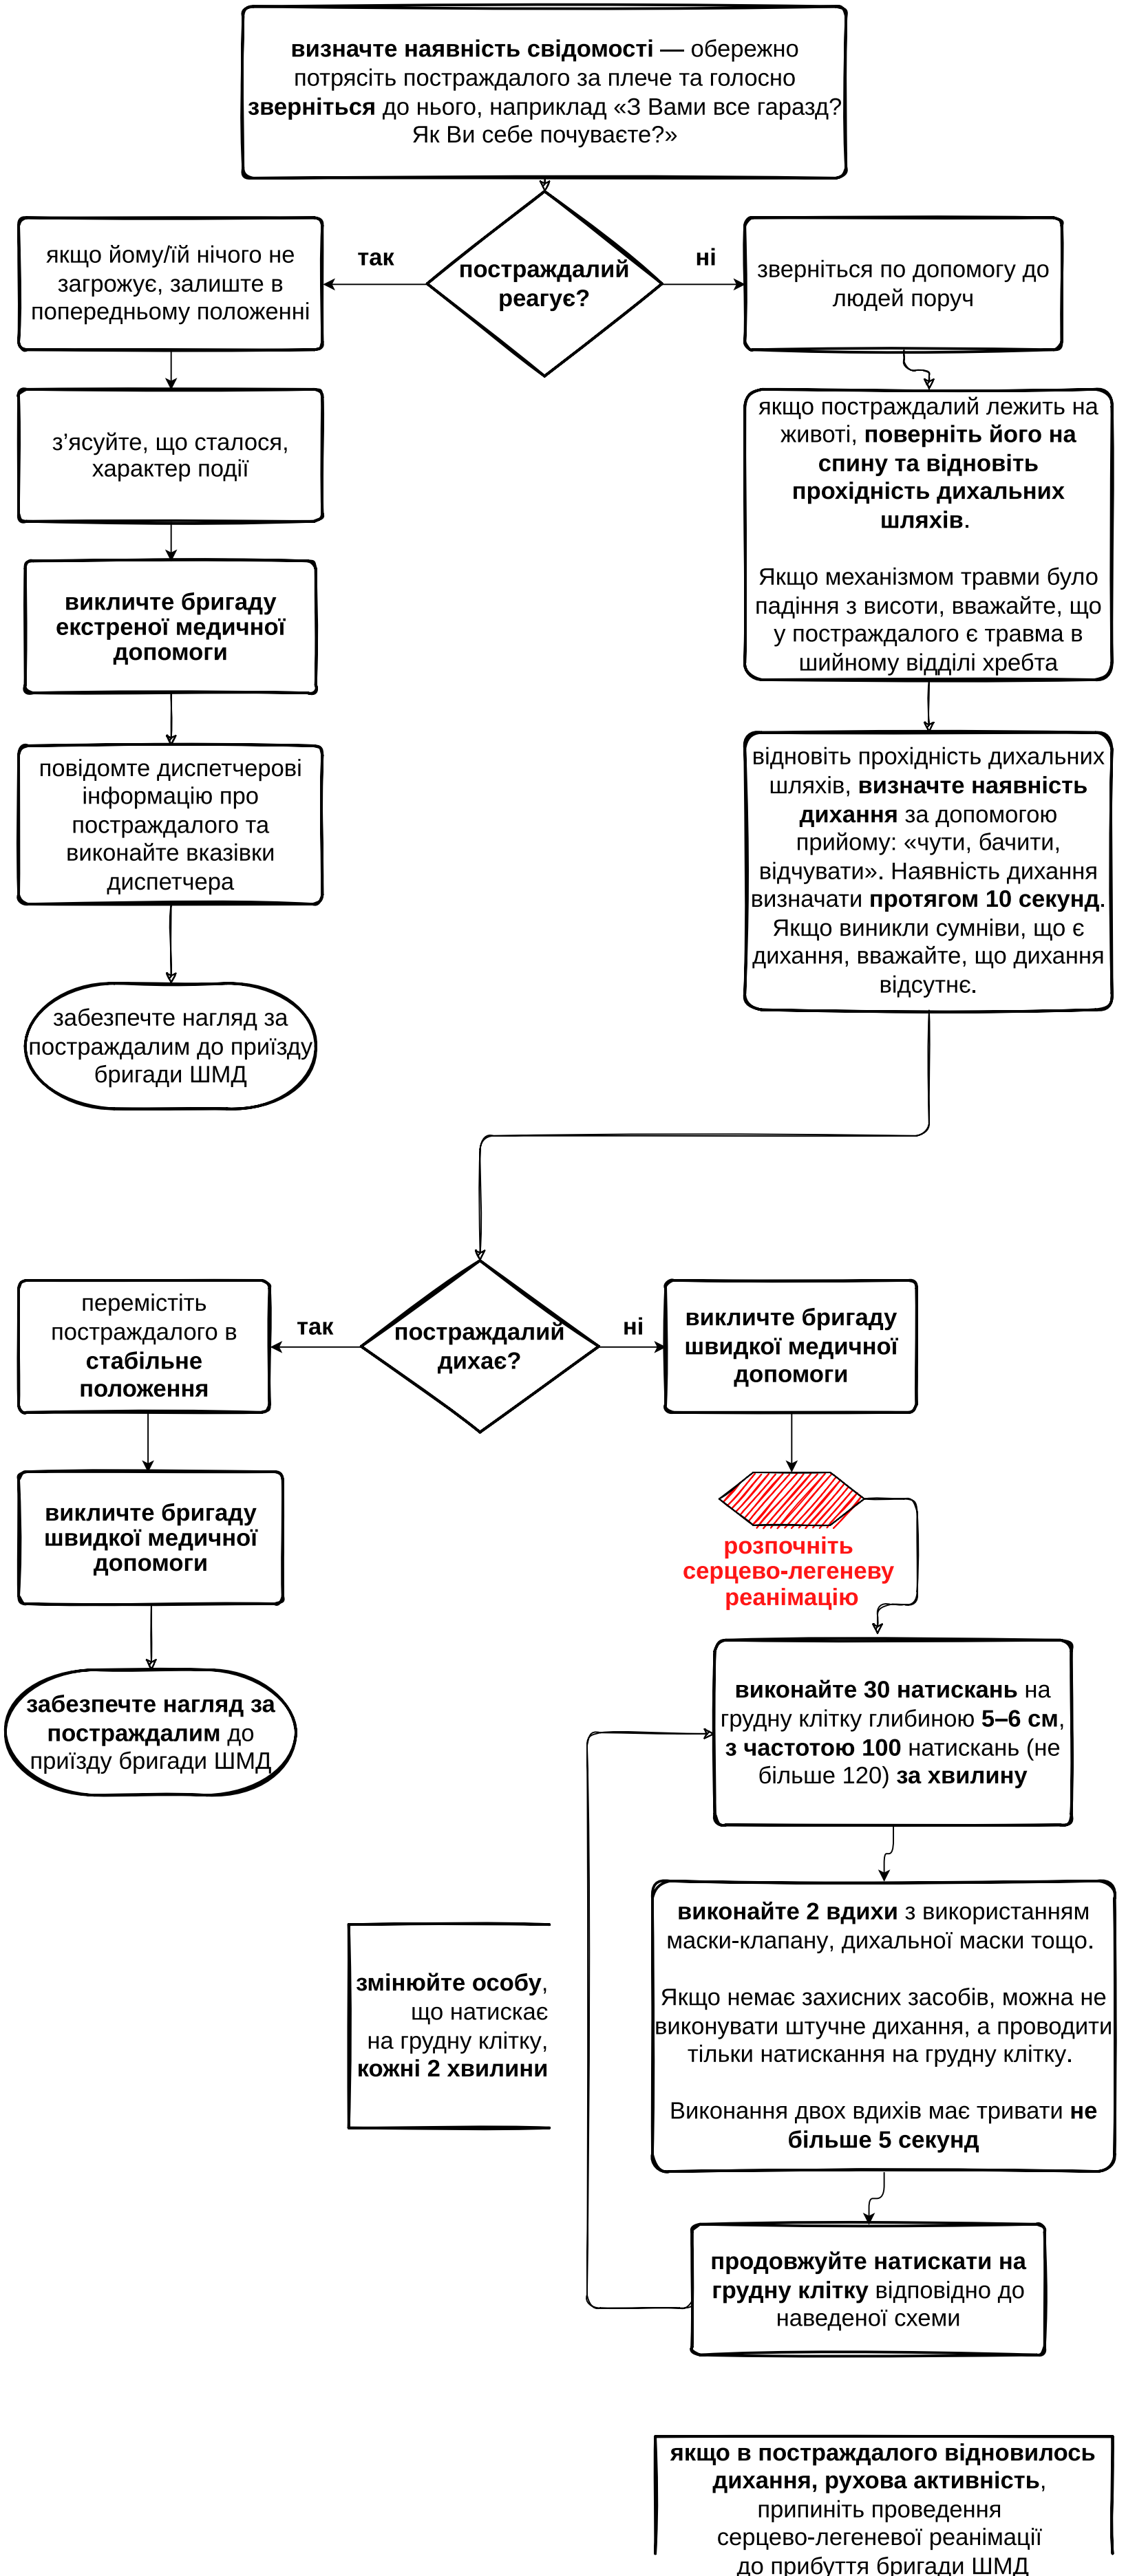 визначте наявність свідомості — обережно
потрясіть постраждалого за плече та голосно
зверніться до нього, наприклад «З Вами все гаразд?
Як Ви себе почуваєте?»
постраждалий
реагує?
так
ні
якщо йому/їй нічого не
загрожує, залиште в
попередньому положенні
з’ясуйте, що сталося,
характер події
викличте бригаду
екстреної медичної
допомоги
повідомте диспетчерові
інформацію про
постраждалого та
виконайте вказівки
диспетчера
забезпечте нагляд за
постраждалим до приїзду
бригади ШМД
зверніться по допомогу до
людей поруч
якщо постраждалий лежить на
животі, поверніть його на
спину та відновіть
прохідність дихальних
шляхів.
Якщо механізмом травми було
падіння з висоти, вважайте, що
у постраждалого є травма в
шийному відділі хребта
відновіть прохідність дихальних
шляхів, визначте наявність
дихання за допомогою
прийому: «чути, бачити,
відчувати». Наявність дихання
визначати протягом 10 секунд.
Якщо виникли сумніви, що є
дихання, вважайте, що дихання
відсутнє.
постраждалий
дихає?
так
ні
перемістіть
постраждалого в
стабільне
положення
викличте бригаду
швидкої медичної
допомоги
забезпечте нагляд за
постраждалим до
приїзду бригади ШМД
викличте бригаду
швидкої медичної
допомоги
розпочніть
серцево-легеневу
реанімацію
виконайте 30 натискань на
грудну клітку глибиною 5–6 см,
з частотою 100 натискань (не
більше 120) за хвилину
виконайте 2 вдихи з використанням
маски-клапану, дихальної маски тощо.
Якщо немає захисних засобів, можна не
виконувати штучне дихання, а проводити
тільки натискання на грудну клітку.
Виконання двох вдихів має тривати не
більше 5 секунд
змінюйте особу,
що натискає
на грудну клітку,
кожні 2 хвилини
продовжуйте натискати на
грудну клітку відповідно до
наведеної схеми
якщо в постраждалого відновилось
дихання, рухова активність,
припиніть проведення
серцево-легеневої реанімації
до прибуття бригади ШМД